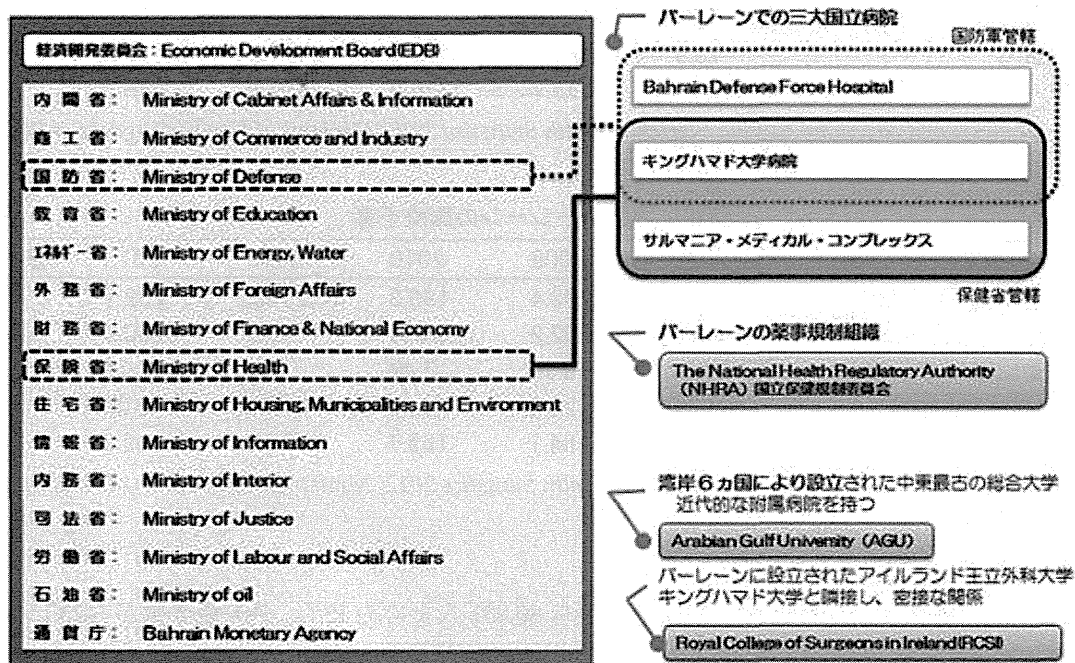 経済開発委員会：Economic Development Board(EDB)
内閣省： Ministry of Cabinet Affairs & Information
商工省： Ministry of Commerce and Industry
国防省： Ministry of Defense
教育省： Ministry of Education
ｴﾈﾙｷﾞｰ省： Ministry of Energy, Water
外務省： Ministry of Foreign Affairs
財務省： Ministry of Finance & National Economy
保険省： Ministry of Health
住宅省： Ministry of Housing, Municipalities and Environment
情報省： Ministry of Information
内務省： Ministry of Interior
司法省： Ministry of Justice
労働省： Ministry of Labour and Social Affairs
石油省： Ministry of oil
通貨庁： Bahrain Monetary Agency
バーレーンでの三大国立病院
国防軍管轄
Bahrain Defense Force Hospital
キングハマド大学病院
サルマニア・メディカル・コンプレックス
保健省管轄
バーレーンの薬事規制組織
The National Health Regulatory Authority
（NHRA）国立保健規制委員会
湾岸６ヵ国により設立された中東最古の総合大学
近代的な附属病院を持つ
Arabian Gulf University（AGU）
バーレーンに設立されたアイルランド王立外科大学
キングハマド大学と隣接し、密接な関係
Royal College of Surgeons in Ireland(RCSI)